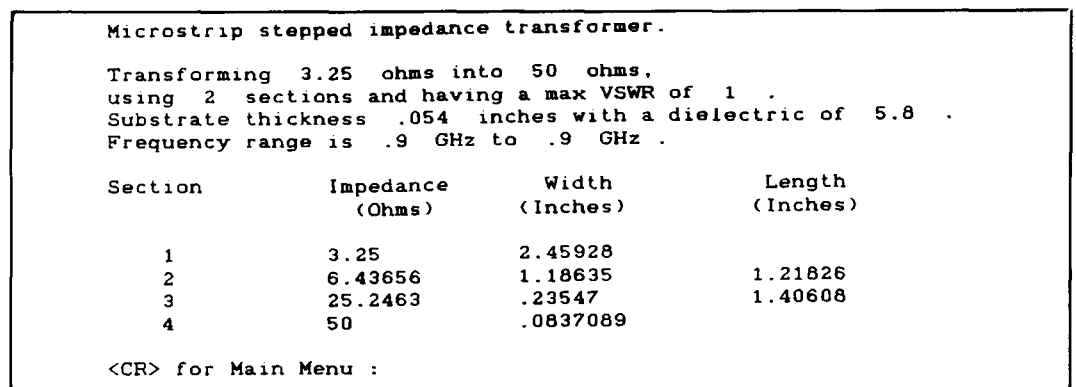 Microstrip stepped impedance transformer.
Transforming 3.25 ohms into 50 ohms,
using 2 sections and having a max VSWR of 1 .
Substrate thickness .054 inches with a dielectric of 5.8 .
Frequency range is .9 GHz to .9 GHz .
Section Impedance Width Length
(Ohms) (Inches) (Inches)
1 3.25 2.45928
2 6.43656 1.18635 1.21826
3 25.2463 .23547 1.40608
4 50 .0837089
<CR> for Main Menu :